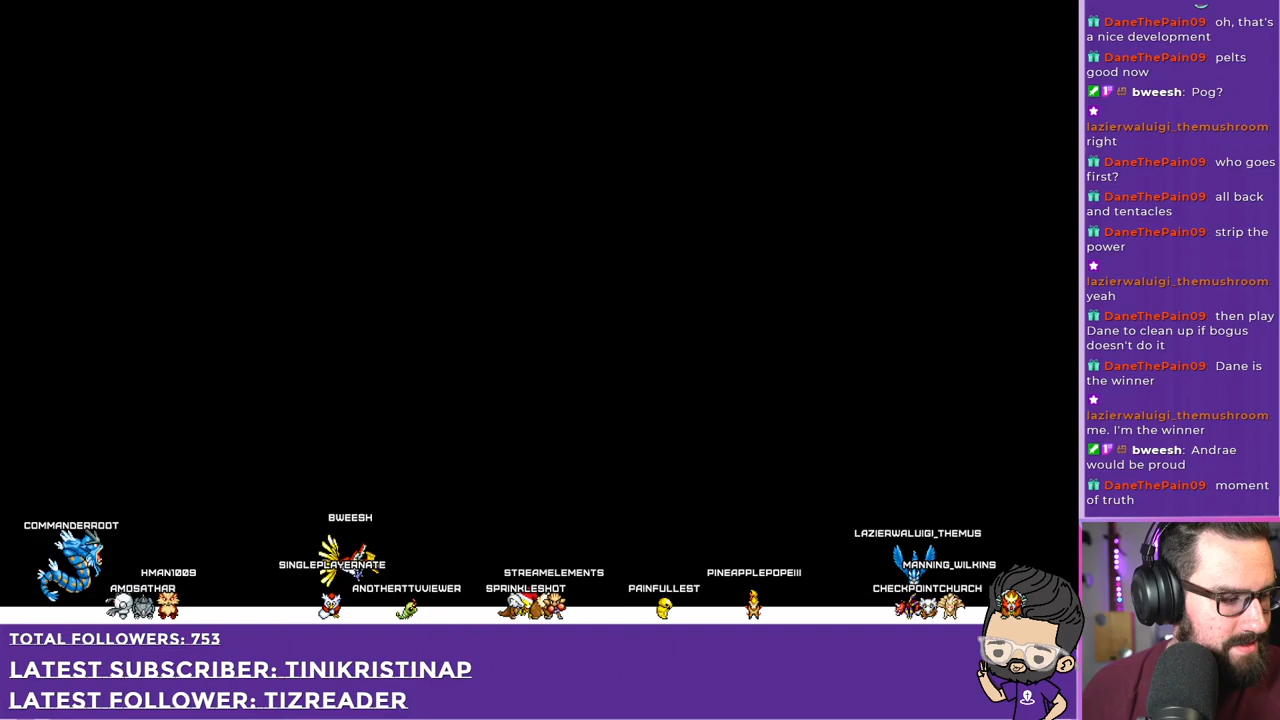 DaneThePain09 oh, that's
a nice development
DaneThePain09 pelts
good now
bweesh: Pog?
lazierwaluigi_themushroom
right
DaneThePain09 who goes
first?
DaneThePain09 all back
and tentacles
DaneThePain09 strip the
power
lazierwaluigi_themushroom
yeah
DaneThePain09 then play
Dane to clean up if bogus
doesn't do it
DaneThePain09 Dane is
the winner
lazierwaluigi_themushroom
me. I'm the winner
bweesh: Andrae
would be proud
DaneThePain09 moment
of truth
COMMANDERROOT
BWEESH
LAZIERWALUIGI_THEMUS
HMAN1009
SINGLEPLAYERNATE
STREAMELEMENTS
PINEAPPLEPOPEIII
MANNING_WILKINS
AMOSATHAR
ANOTHERTTVVIEWER
SPRINKLESHOT
PAINFULLEST
CHECKPOINTCHURCH
TOTAL FOLLOWERS: 753
LATEST SUBSCRIBER: TINIKRISTINAP
LATEST FOLLOWER: TIZREADER